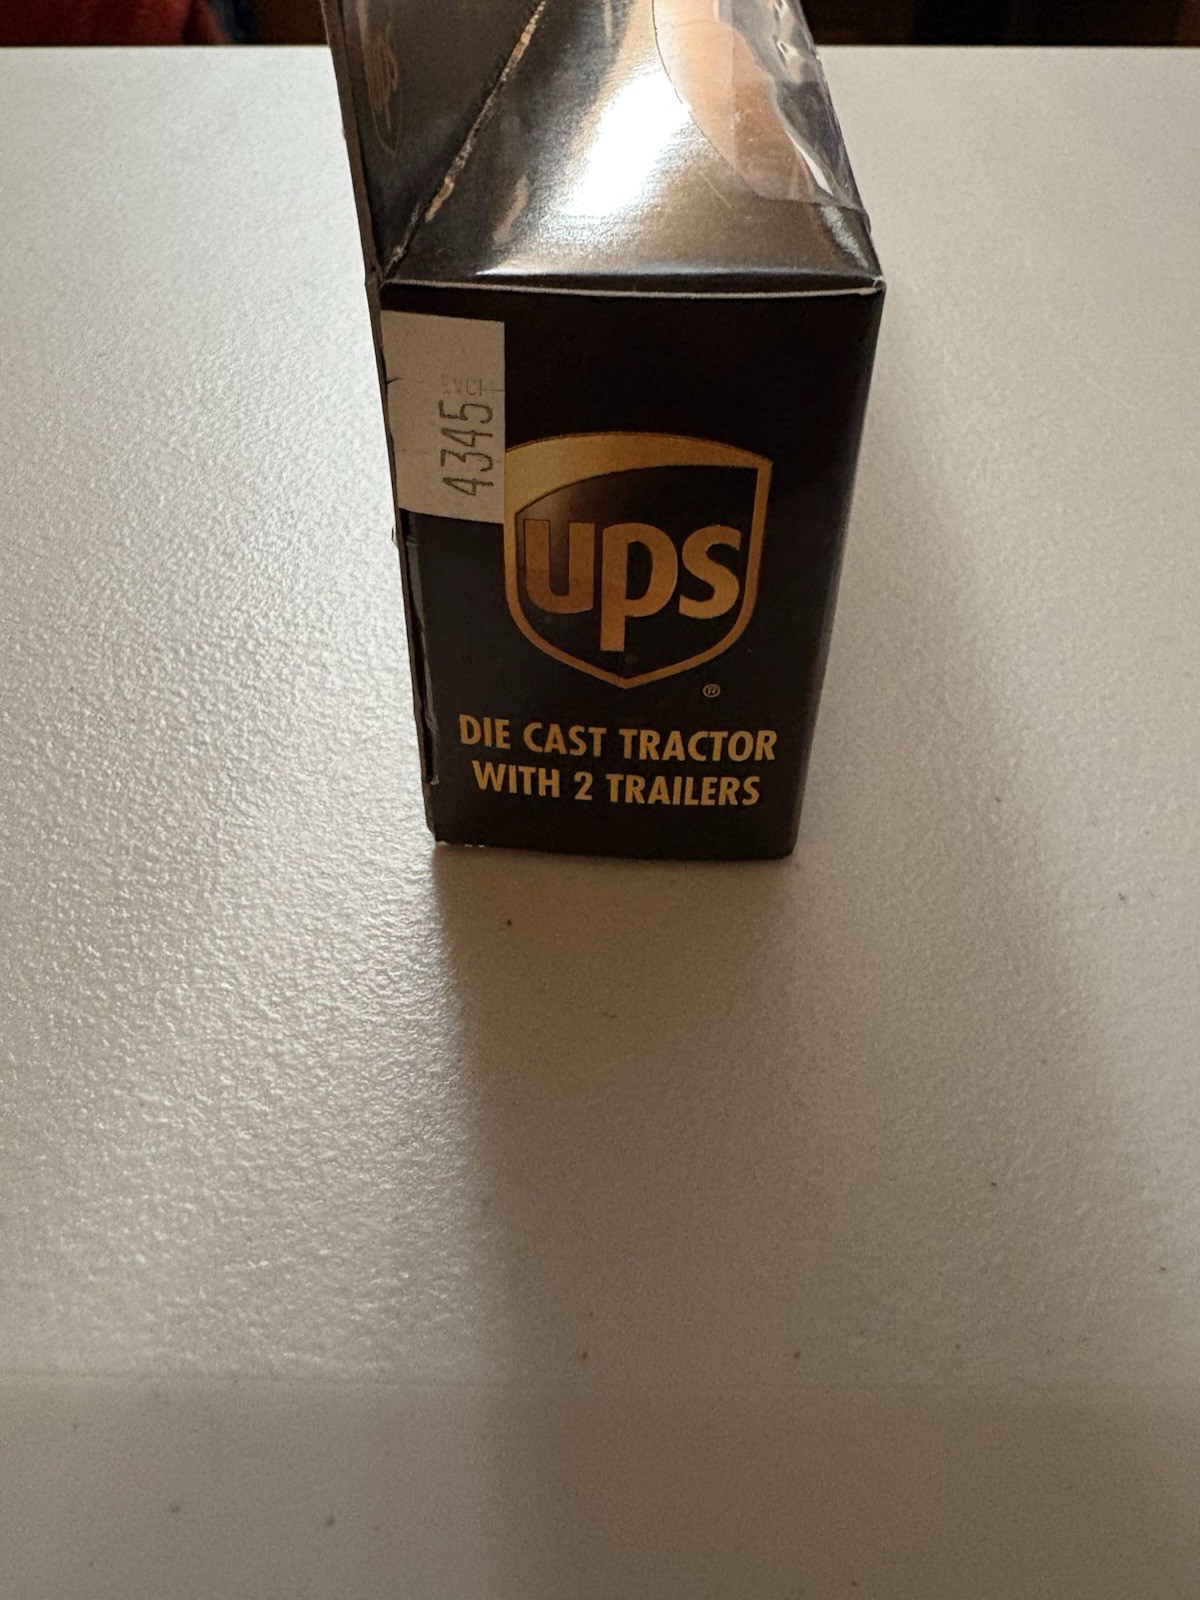 4345
ups
®
DIE CAST TRACTOR
WITH 2 TRAILERS